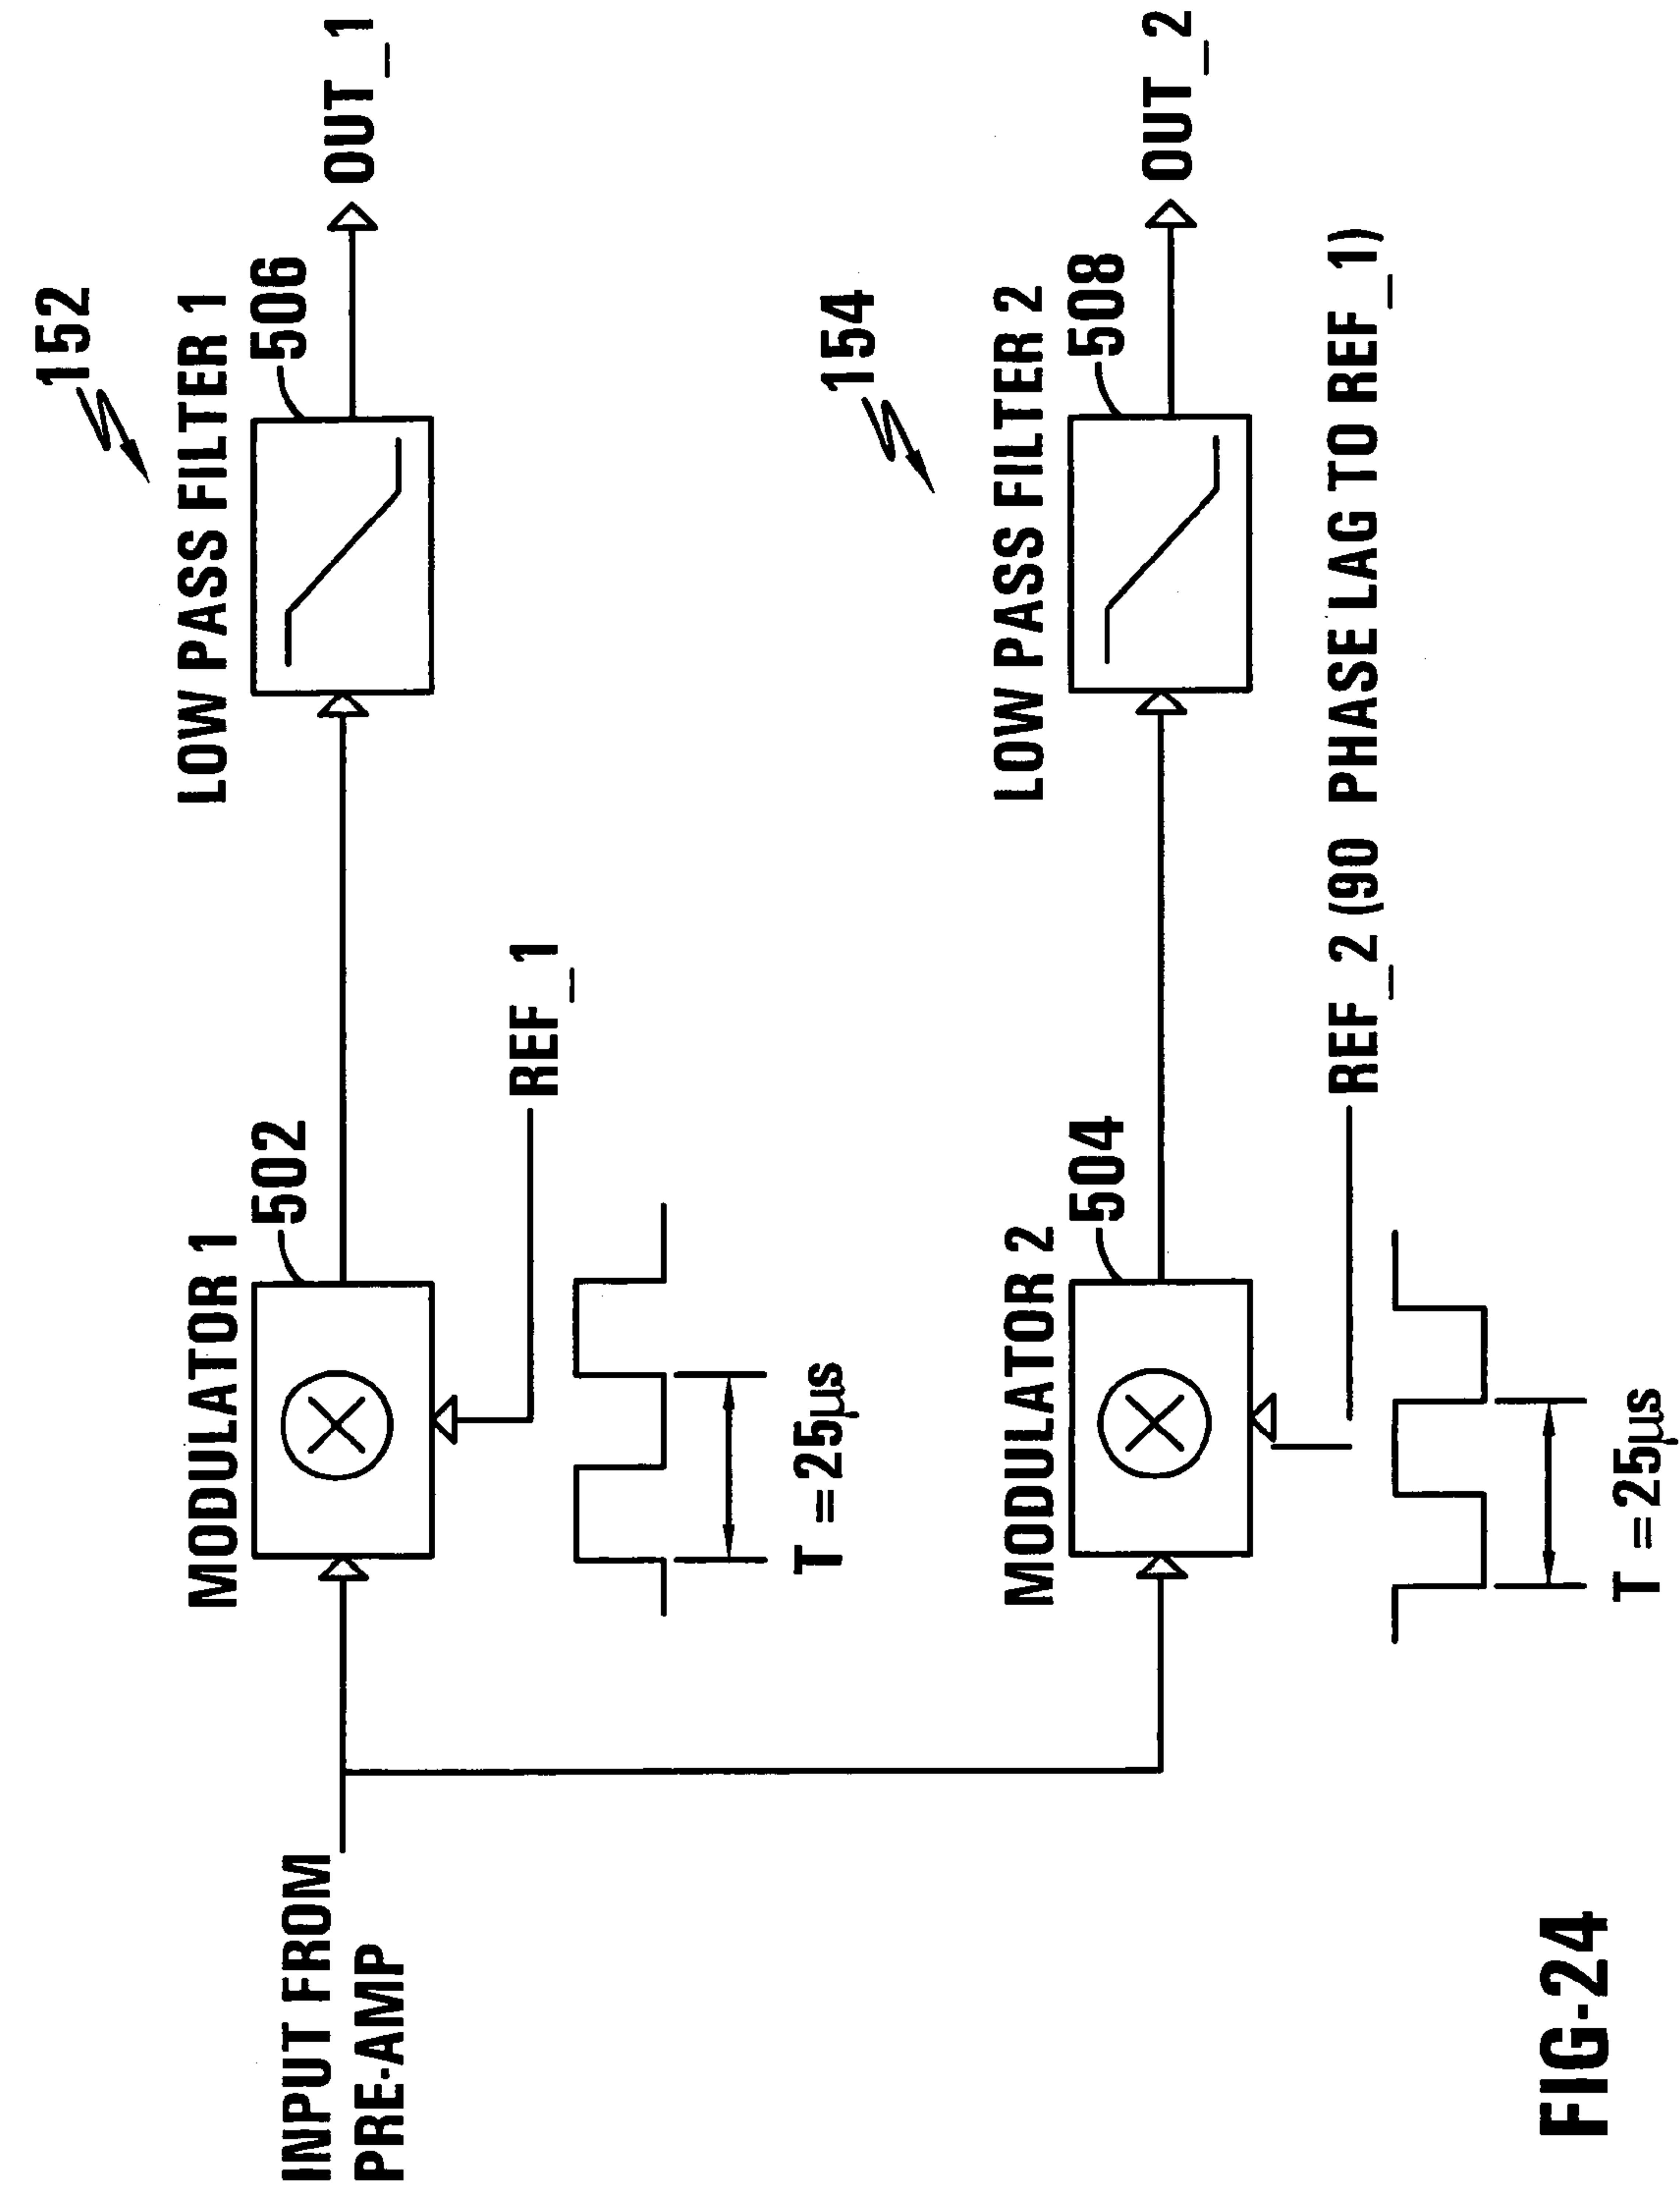 152
LOW PASS FILTER 1
506
OUT_1
MODULATOR 1
502
REF_1
INPUT FROM
PRE-AMP
T = 25µs
154
LOW PASS FILTER 2
508
OUT_2
MODULATOR 2
504
REF_2 (90 PHASE LAG TO REF_1)
T = 25µs
FIG-24